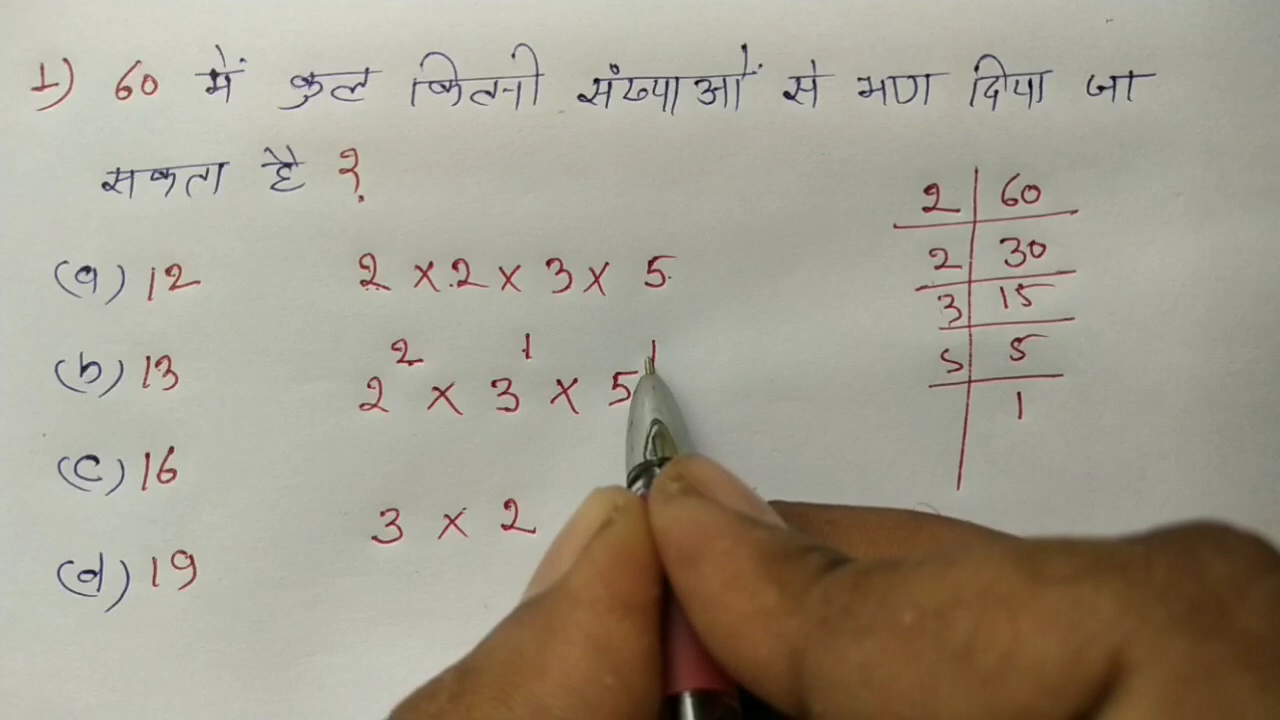 1) 60 में कुल कितनी संख्याओं से भाग दिया जा
सकता है ?
(a) 12
(b) 13
(c) 16
(d) 19
2 × 2 × 3 × 5
2² × 3¹ × 5¹
3 × 2
2 | 60
2 | 30
3 | 15
5 | 5
| 1